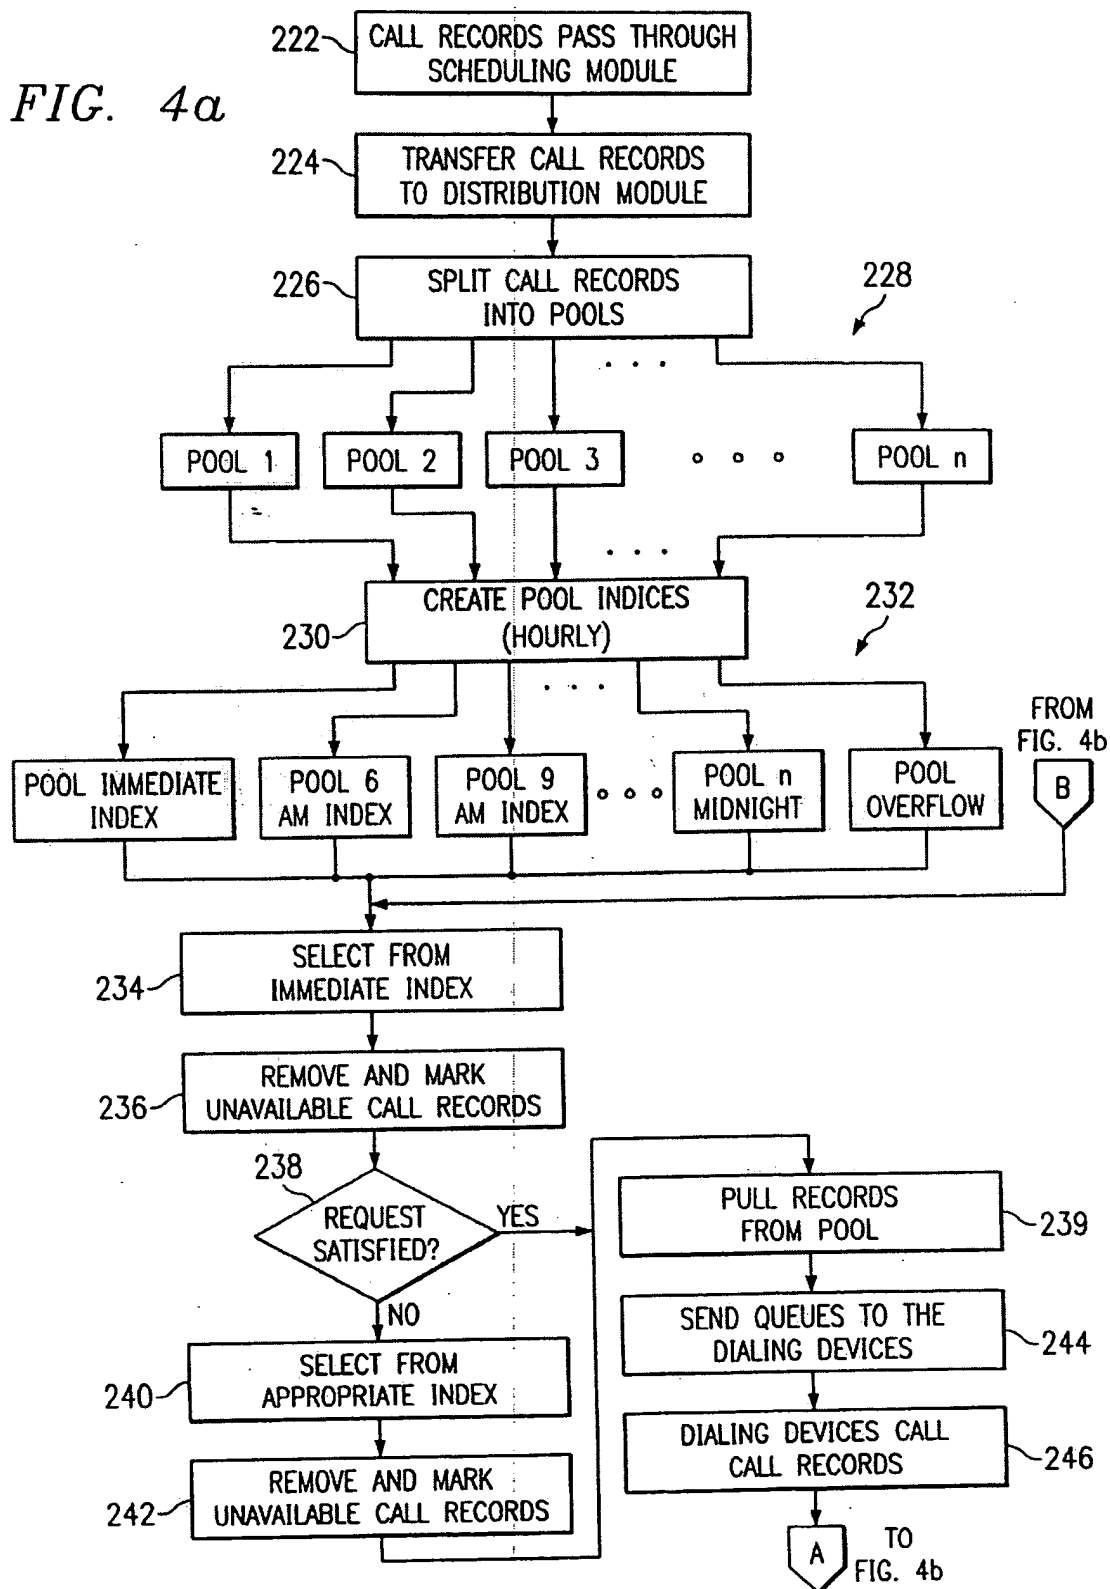 FIG. 4a
222
CALL RECORDS PASS THROUGH
SCHEDULING MODULE
224
TRANSFER CALL RECORDS
TO DISTRIBUTION MODULE
226
SPLIT CALL RECORDS
INTO POOLS
228
POOL 1
POOL 2
POOL 3
POOL n
230
CREATE POOL INDICES
(HOURLY)
232
POOL IMMEDIATE
INDEX
POOL 6
AM INDEX
POOL 9
AM INDEX
POOL n
MIDNIGHT
POOL
OVERFLOW
FROM
FIG. 4b
B
234
SELECT FROM
IMMEDIATE INDEX
236
REMOVE AND MARK
UNAVAILABLE CALL RECORDS
238
REQUEST
SATISFIED?
YES
NO
240
SELECT FROM
APPROPRIATE INDEX
242
REMOVE AND MARK
UNAVAILABLE CALL RECORDS
PULL RECORDS
FROM POOL
239
SEND QUEUES TO THE
DIALING DEVICES
244
DIALING DEVICES CALL
CALL RECORDS
246
A
TO
FIG. 4b